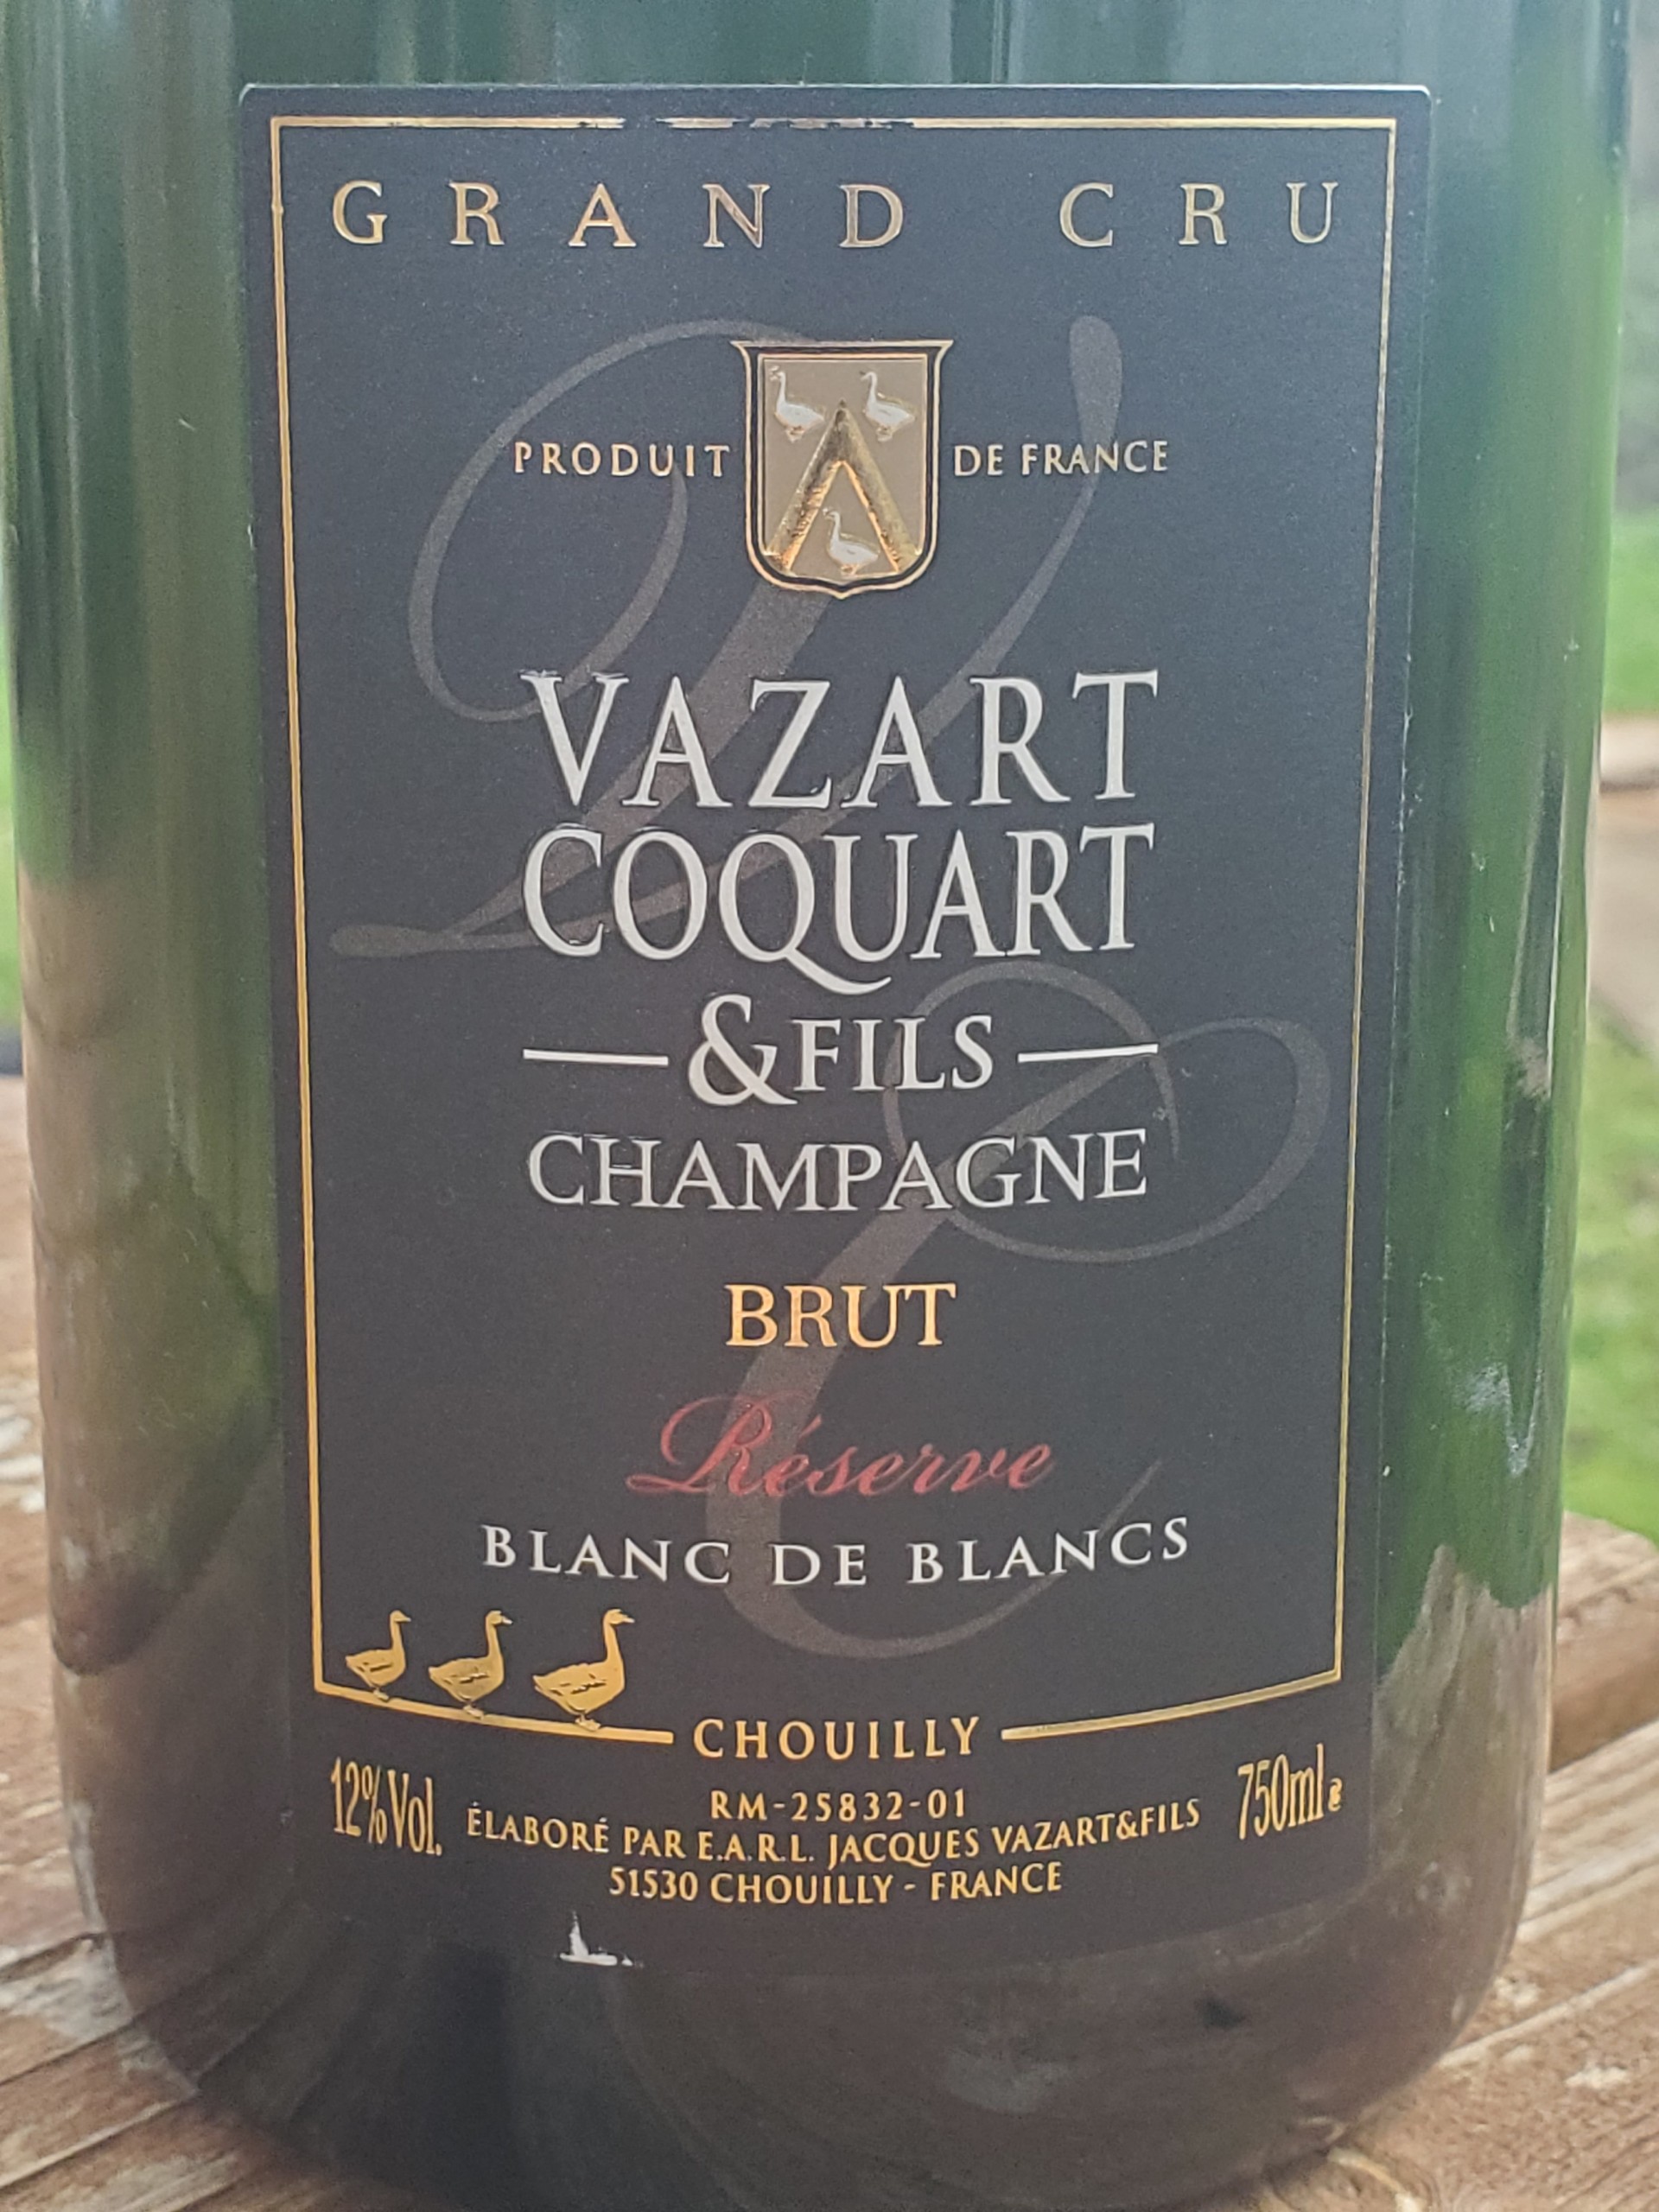 GRAND CRU
PRODUIT DE FRANCE
VAZART
COQUART
& FILS
CHAMPAGNE
BRUT
Réserve
BLANC DE BLANCS
CHOUILLY
12%Vol. 750ml e
RM-25832-01
ÉLABORÉ PAR E.A.R.L. JACQUES VAZART&FILS
51530 CHOUILLY - FRANCE